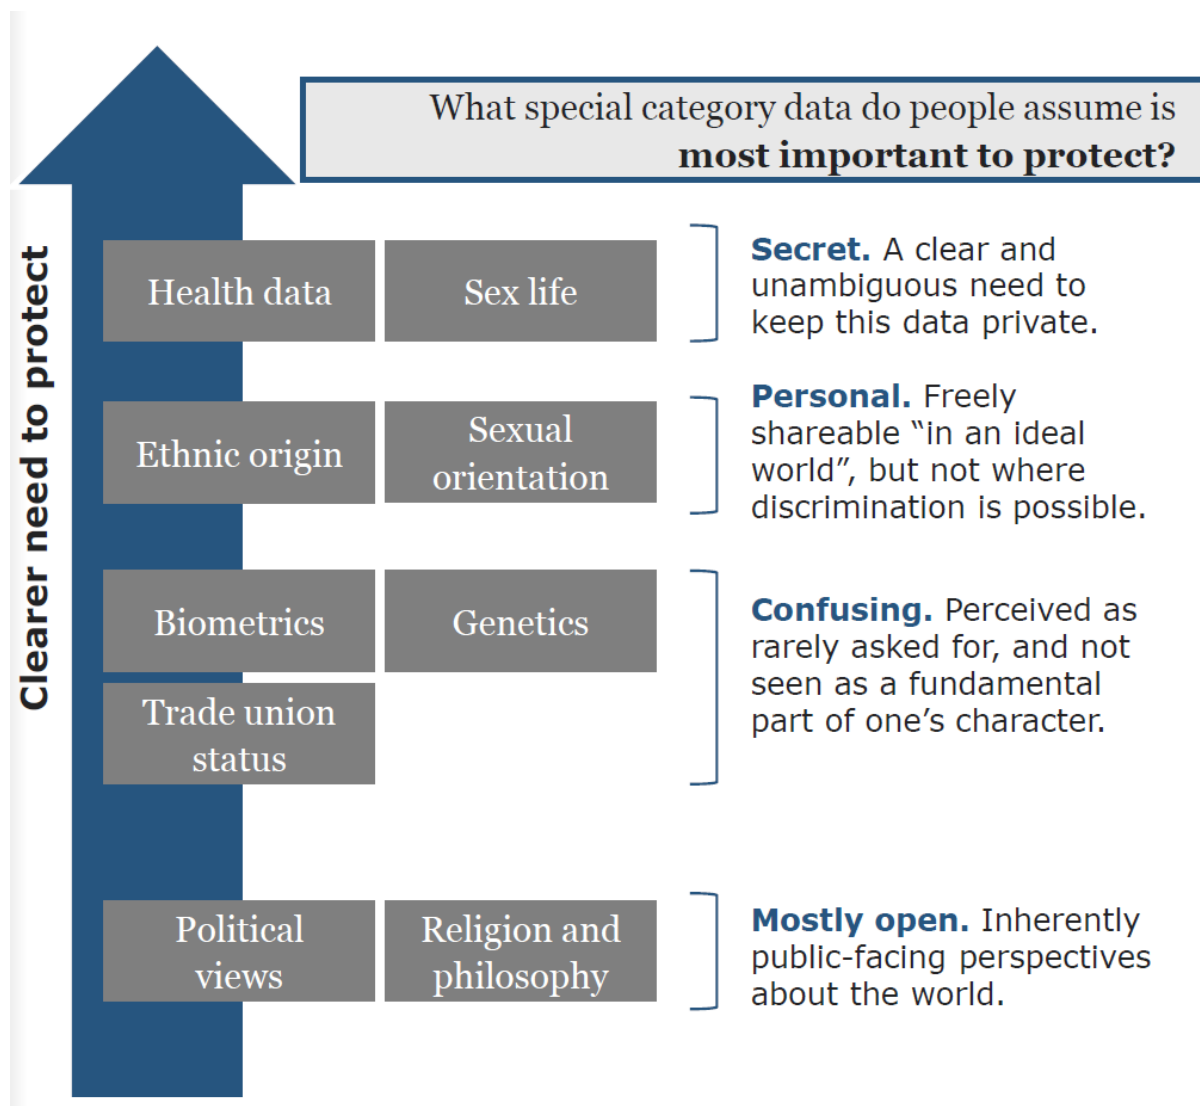 What special category data do people assume is
most important to protect?
Clearer need to protect
Health data
Sex life
Secret. A clear and
unambiguous need to
keep this data private.
Ethnic origin
Sexual
orientation
Personal. Freely
shareable “in an ideal
world”, but not where
discrimination is possible.
Biometrics
Genetics
Trade union
status
Confusing. Perceived as
rarely asked for, and not
seen as a fundamental
part of one’s character.
Political
views
Religion and
philosophy
Mostly open. Inherently
public-facing perspectives
about the world.